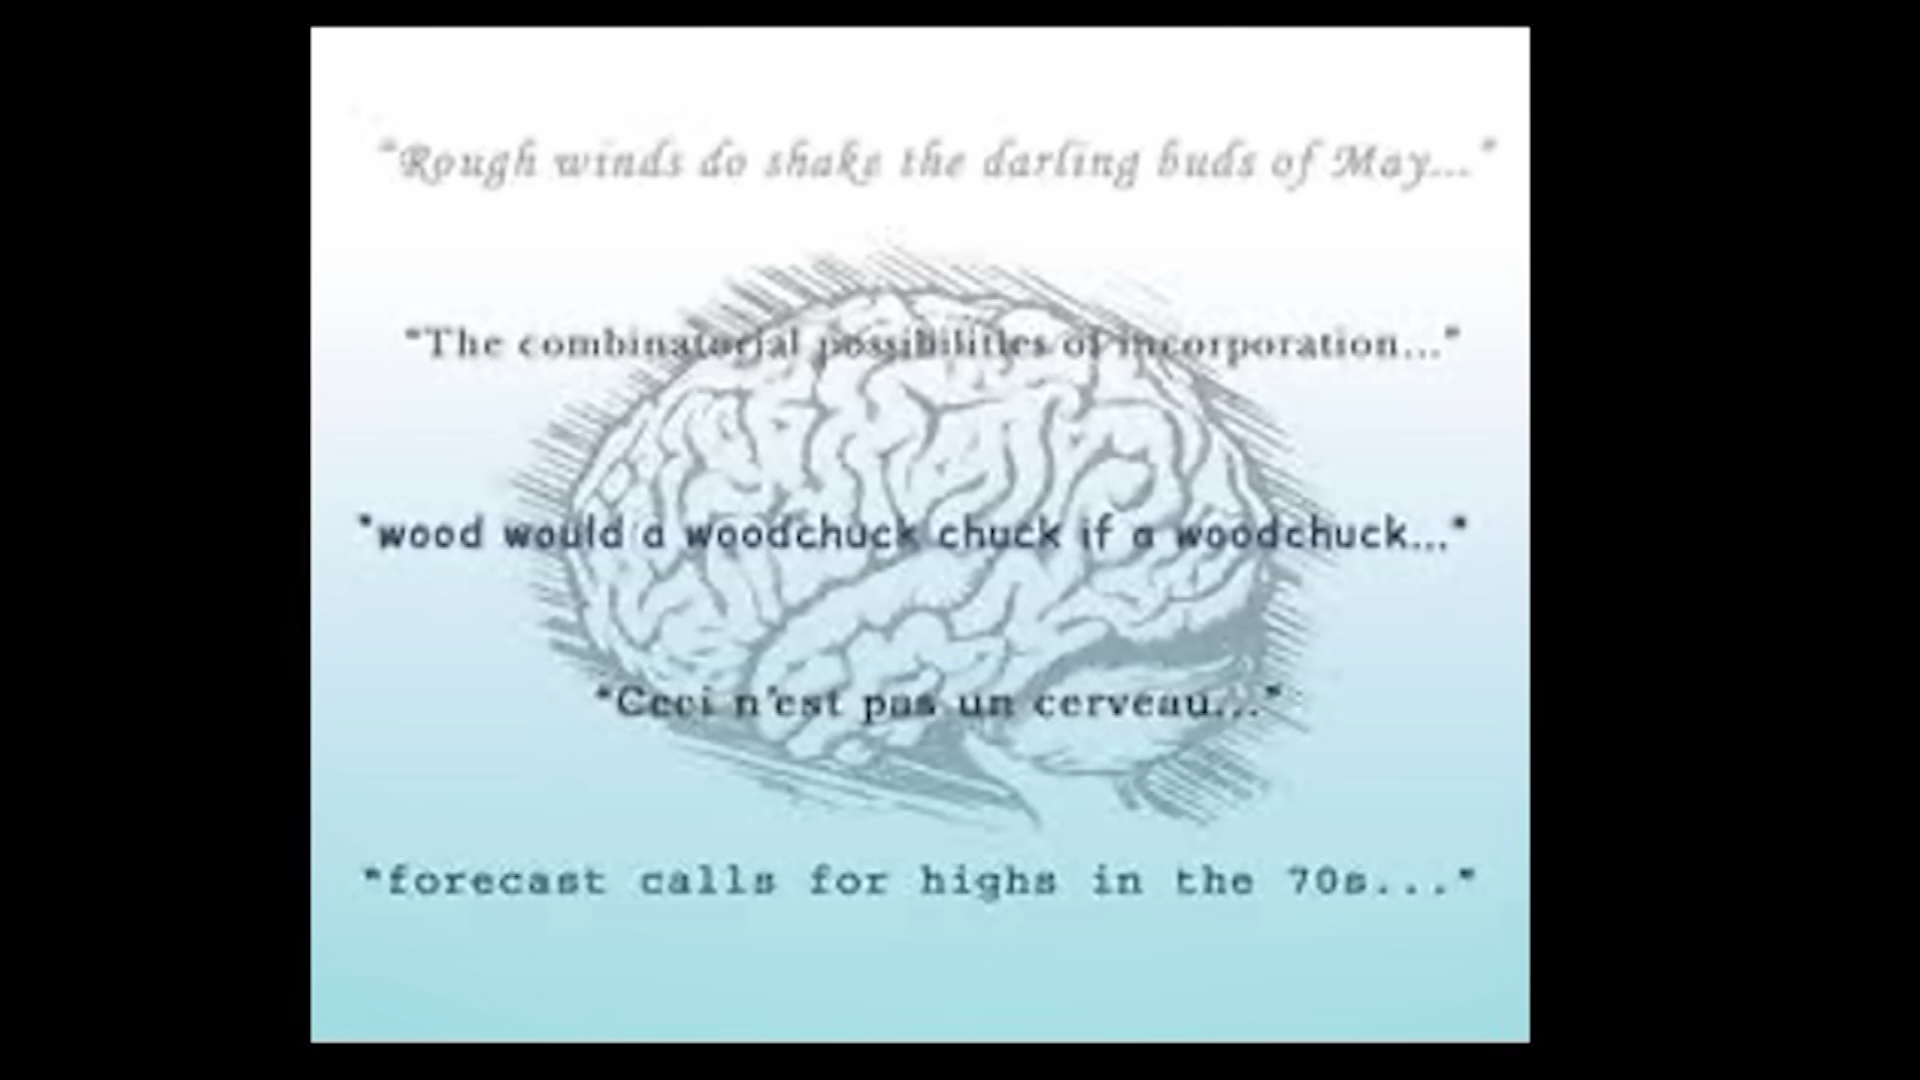 "Rough winds do shake the darling buds of May..."
"The combinatorial possibilities of incorporation..."
"wood would a woodchuck chuck if a woodchuck..."
"Ceci n'est pas un cerveau..."
"forecast calls for highs in the 70s..."